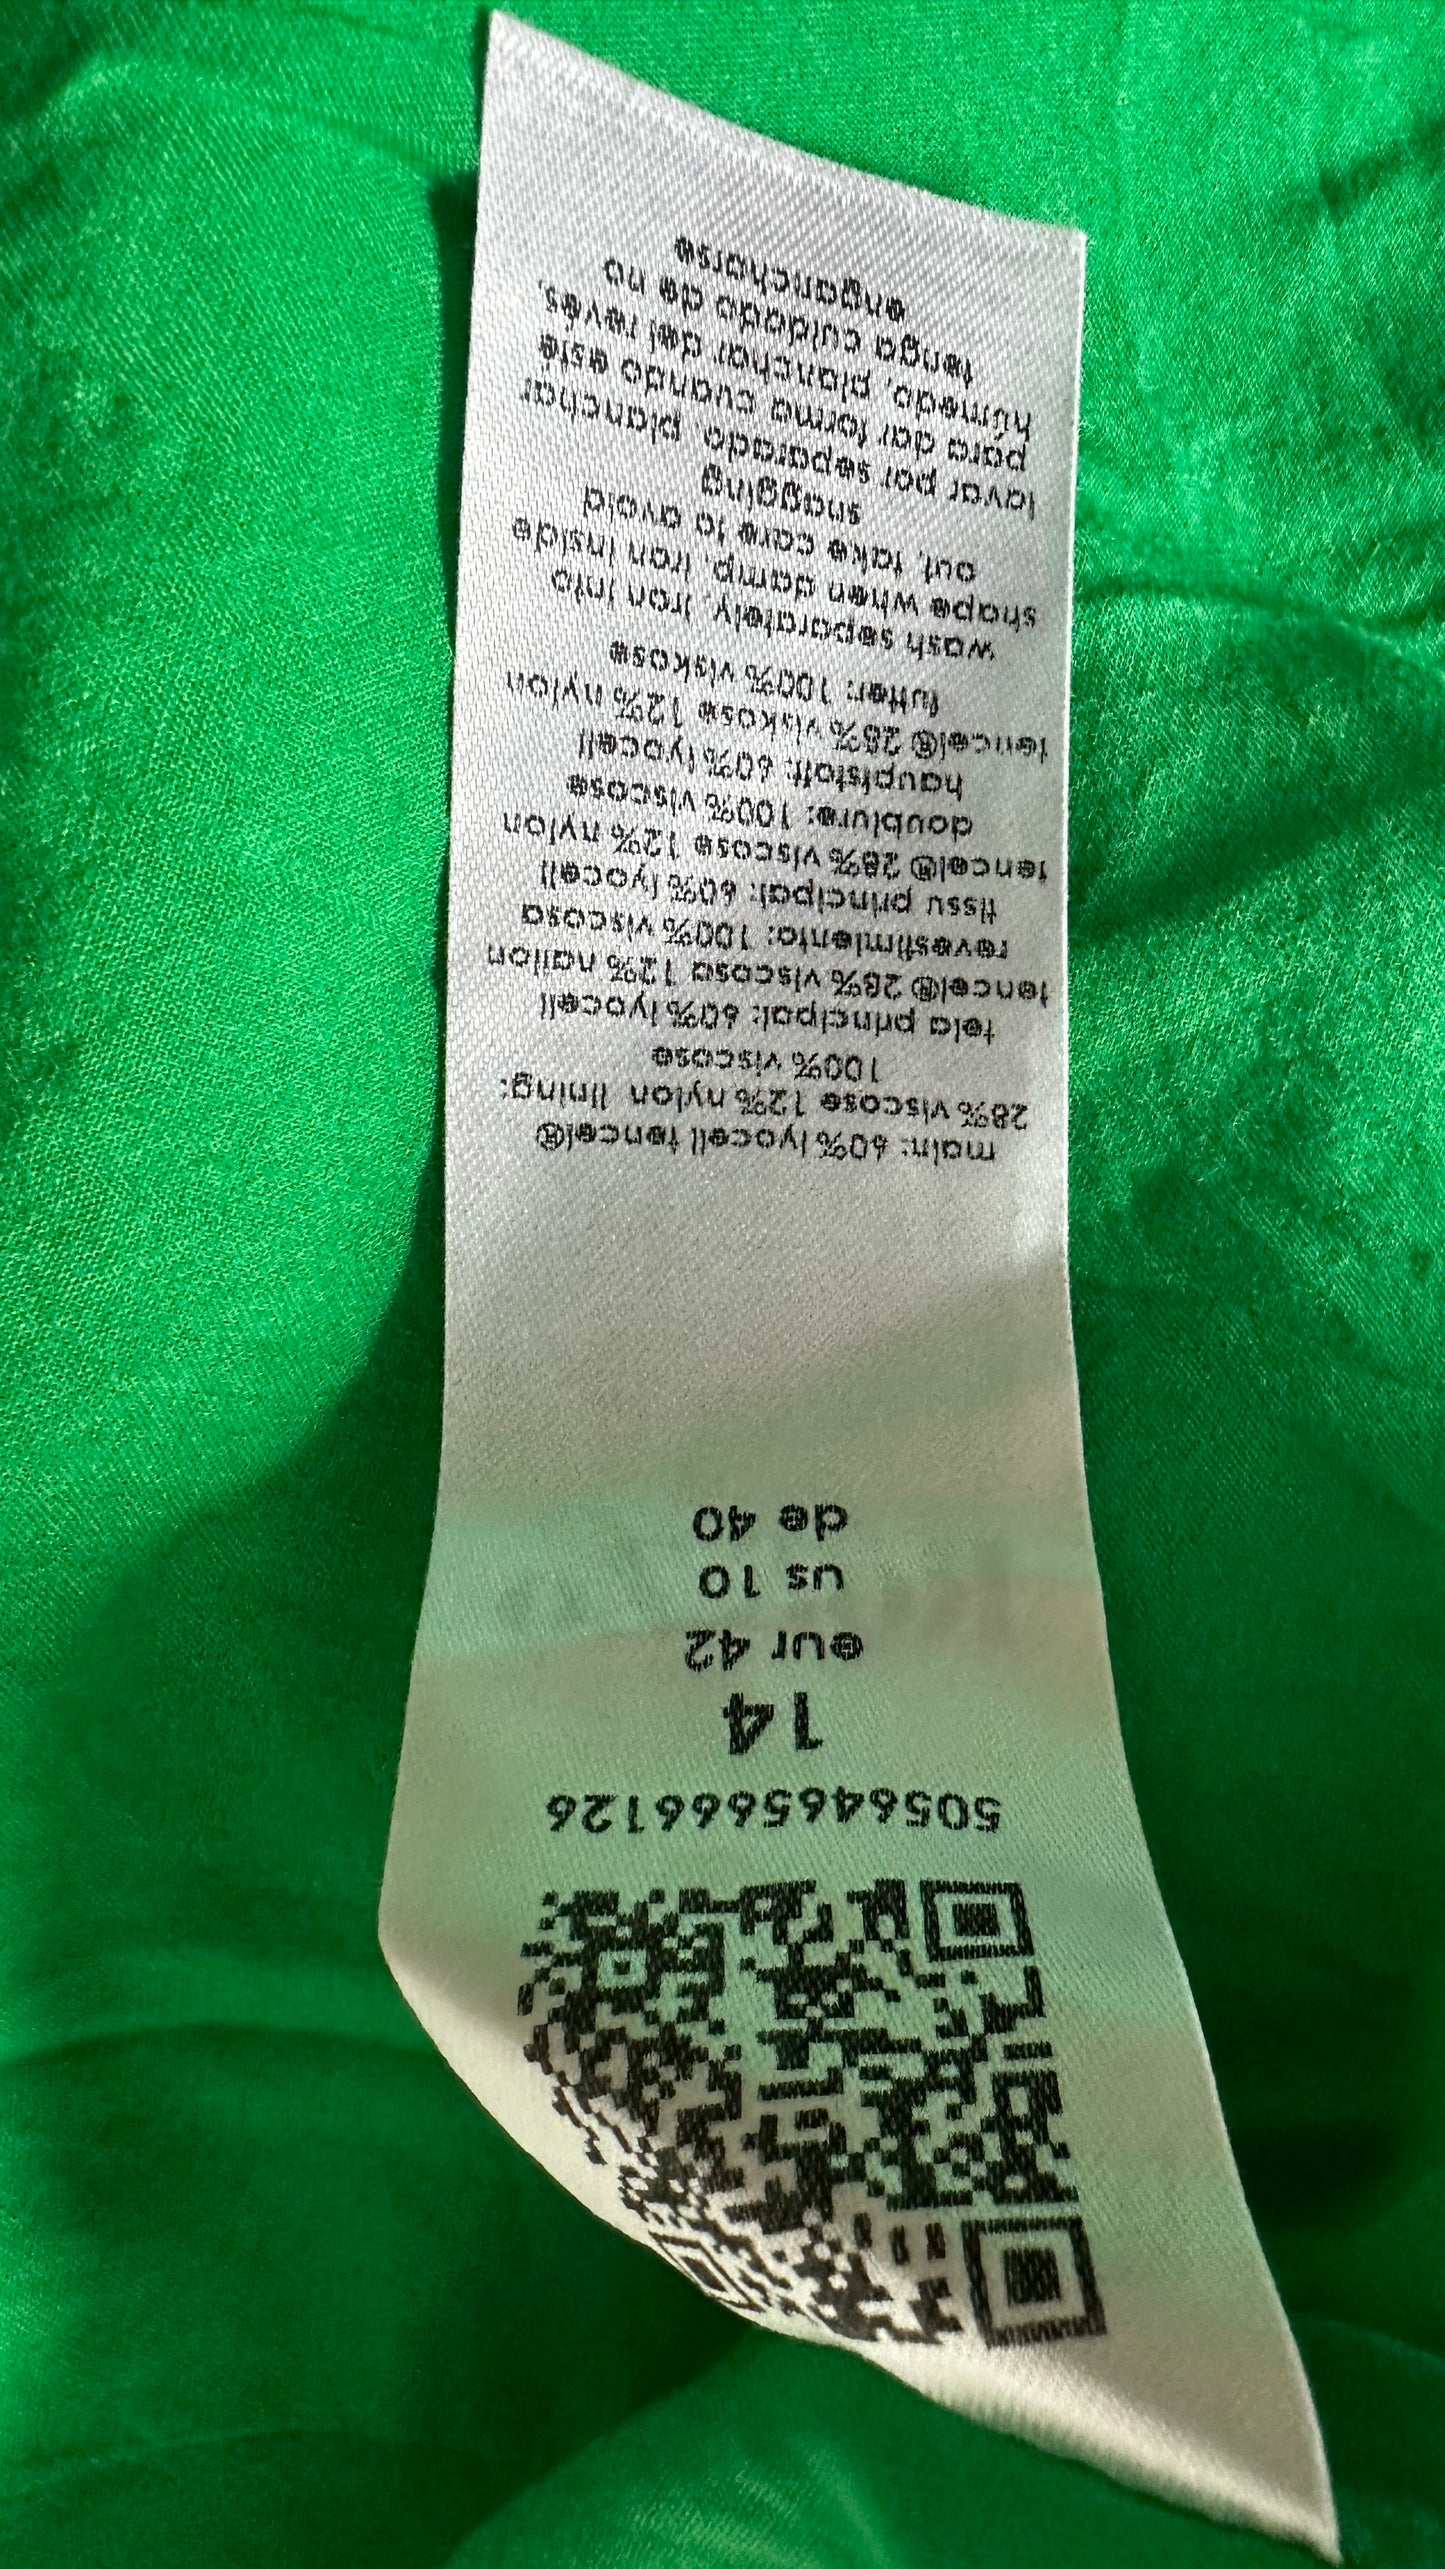 5056465666126
14
eur 42
us 10
de 40
main: 60% lyocell tencel®
28% viscose 12% nylon lining:
100% viscose
tela principal: 60% lyocell
tencel® 28% viscosa 12% nailon
revestimiento: 100% viscosa
tissu principal: 60% lyocell
tencel® 28% viscose 12% nylon
doublure: 100% viscose
hauptstoff: 60% lyocell
tencel® 28% viskose 12% nylon
futter: 100% viskose
wash separately, iron into
shape when damp, iron inside
out, take care to avoid
snagging
lavar por separado, planchar
para dar forma cuando esté
húmedo, planchar del revés,
tenga cuidado de no
engancharse